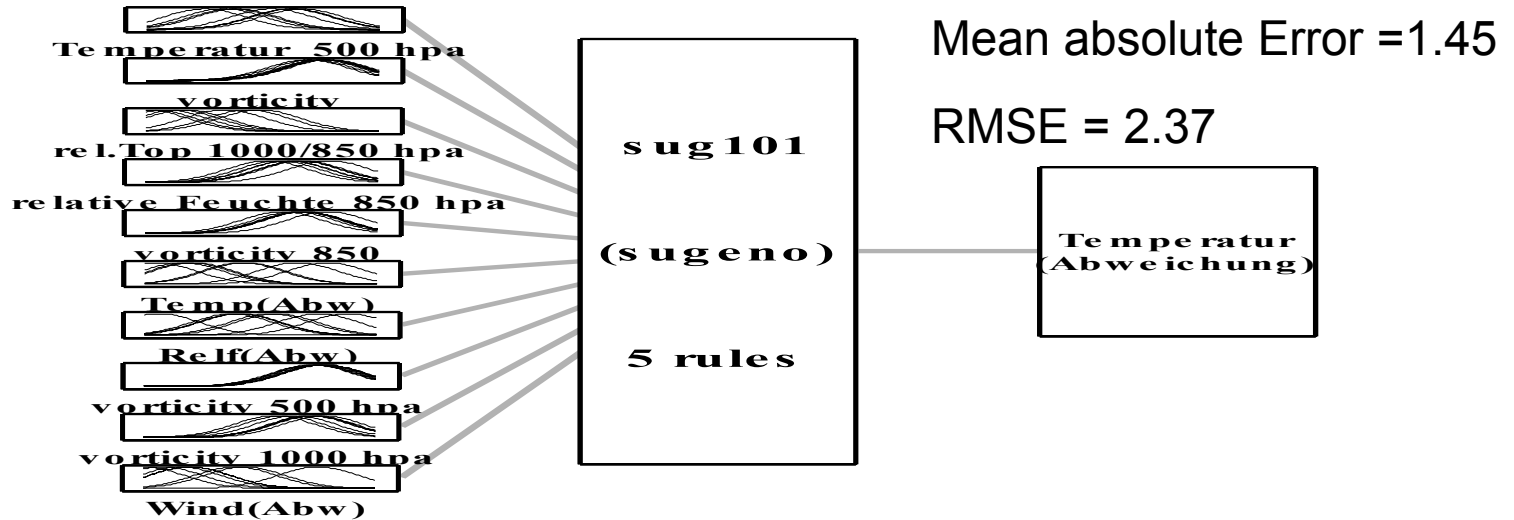 Temperatur 500 hpa
vorticity
rel.Top 1000/850 hpa
relative Feuchte 850 hpa
vorticity 850
Temp(Abw)
Relf(Abw)
vorticity 500 hpa
vorticity 1000 hpa
Wind(Abw)
sug101
(sugeno)
5 rules
Mean absolute Error =1.45
RMSE = 2.37
Temperatur
(Abweichung)